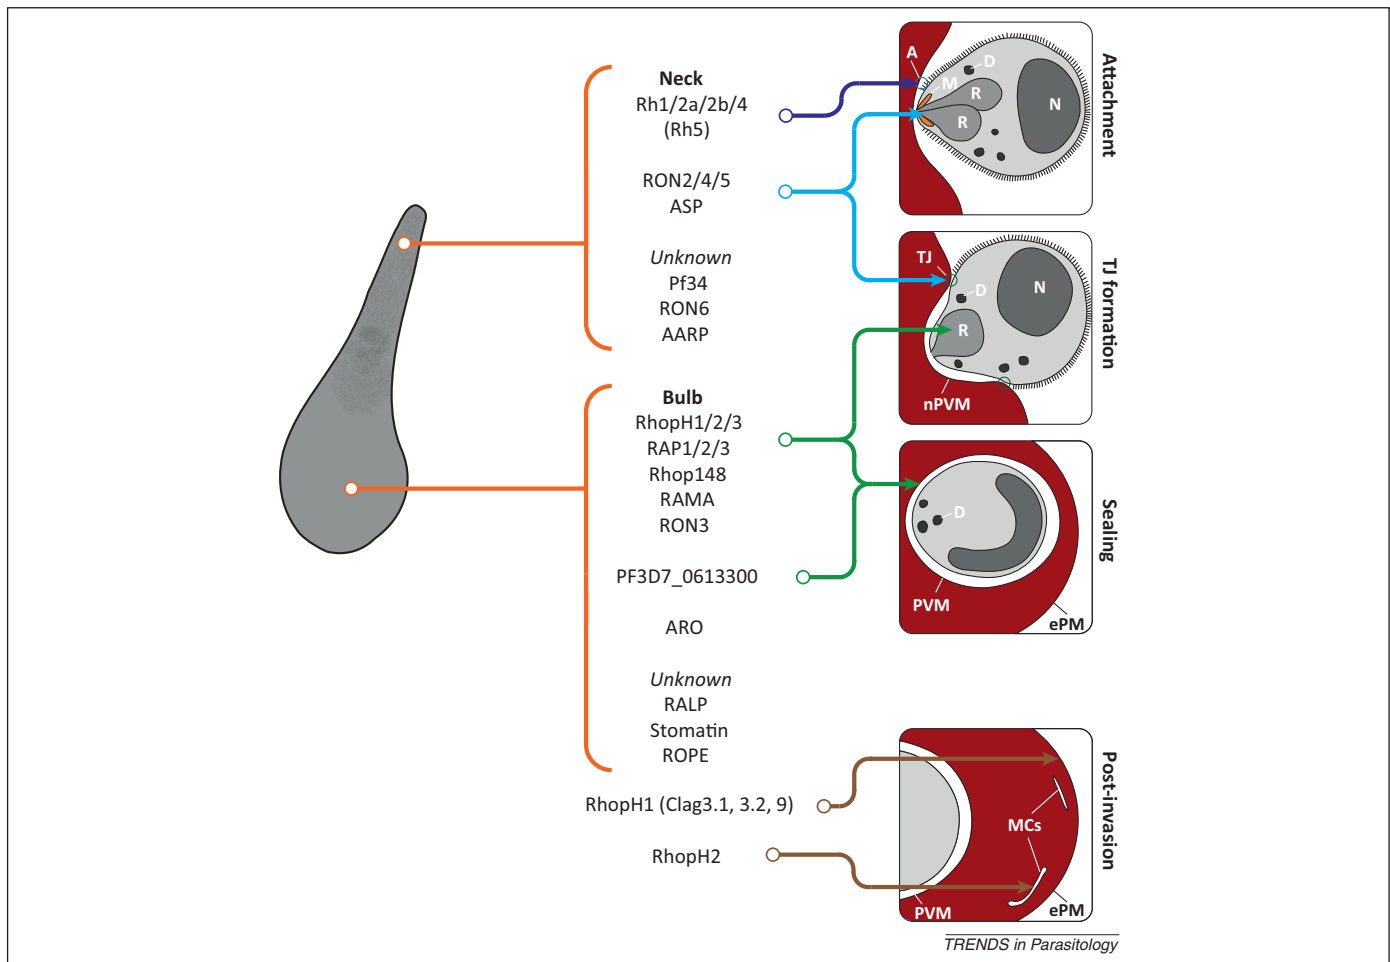 Neck
Rh1/2a/2b/4
(Rh5)
RON2/4/5
ASP
Unknown
Pf34
RON6
AARP
Bulb
RhopH1/2/3
RAP1/2/3
Rhop148
RAMA
RON3
PF3D7_0613300
ARO
Unknown
RALP
Stomatin
ROPE
RhopH1 (Clag3.1, 3.2, 9)
RhopH2
A
D
M
R
R
N
Attachment
TJ
D
N
R
nPVM
TJ formation
D
PVM
ePM
Sealing
MCs
PVM
ePM
Post-invasion
TRENDS in Parasitology